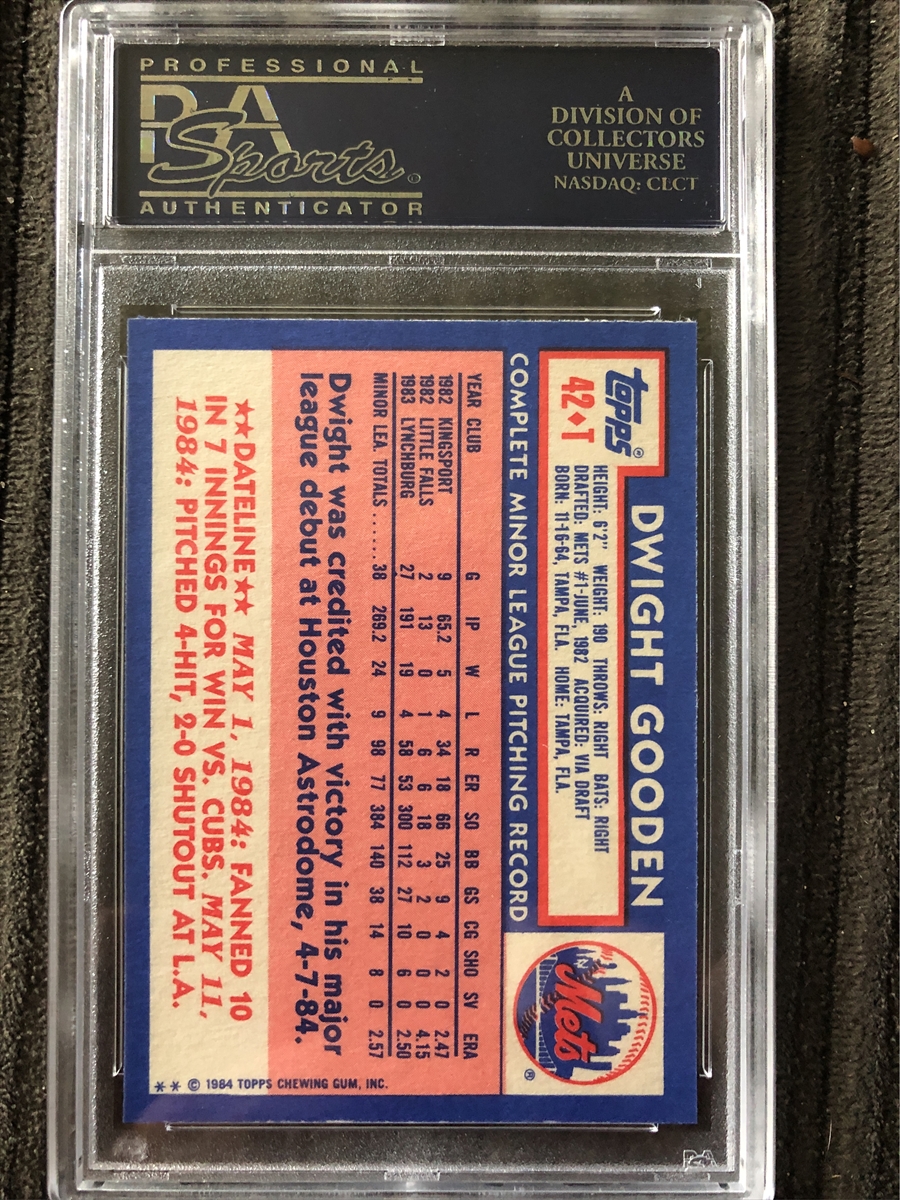 PROFESSIONAL
PSA
Sports
AUTHENTICATOR
A
DIVISION OF
COLLECTORS
UNIVERSE
NASDAQ: CLCT
topps®
42♦T
DWIGHT GOODEN
HEIGHT: 6'2" WEIGHT: 190 THROWS: RIGHT BATS: RIGHT
DRAFTED: METS #1-JUNE, 1982 ACQUIRED: VIA DRAFT
BORN: 11-16-64, TAMPA, FLA. HOME: TAMPA, FLA.
Mets ®
COMPLETE MINOR LEAGUE PITCHING RECORD
YEAR CLUB G IP W L R ER SO BB GS CG SHO SV ERA
1982 KINGSPORT 9 65.2 5 4 34 18 66 25 9 4 2 0 2.47
1982 LITTLE FALLS 2 13 0 1 6 6 18 3 2 0 0 0 4.15
1983 LYNCHBURG 27 191 19 4 58 53 300 112 27 10 6 0 2.50
MINOR LEA. TOTALS ...... 38 269.2 24 9 98 77 384 140 38 14 8 0 2.57
Dwight was credited with victory in his major
league debut at Houston Astrodome, 4-7-84.
★★DATELINE★★ MAY 1, 1984: FANNED 10
IN 7 INNINGS FOR WIN VS. CUBS. MAY 11,
1984: PITCHED 4-HIT, 2-0 SHUTOUT AT L.A.
** © 1984 TOPPS CHEWING GUM, INC.
PSA